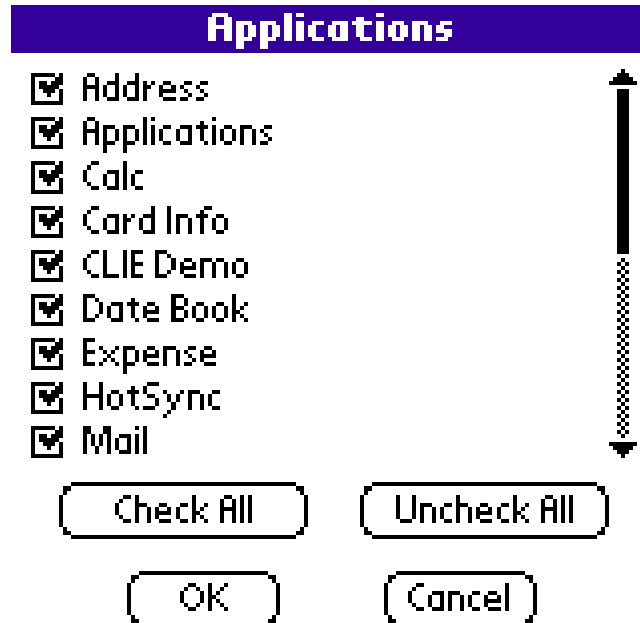 Applications
Address
Applications
Calc
Card Info
CLIE Demo
Date Book
Expense
HotSync
Mail
Check All
Uncheck All
OK
Cancel